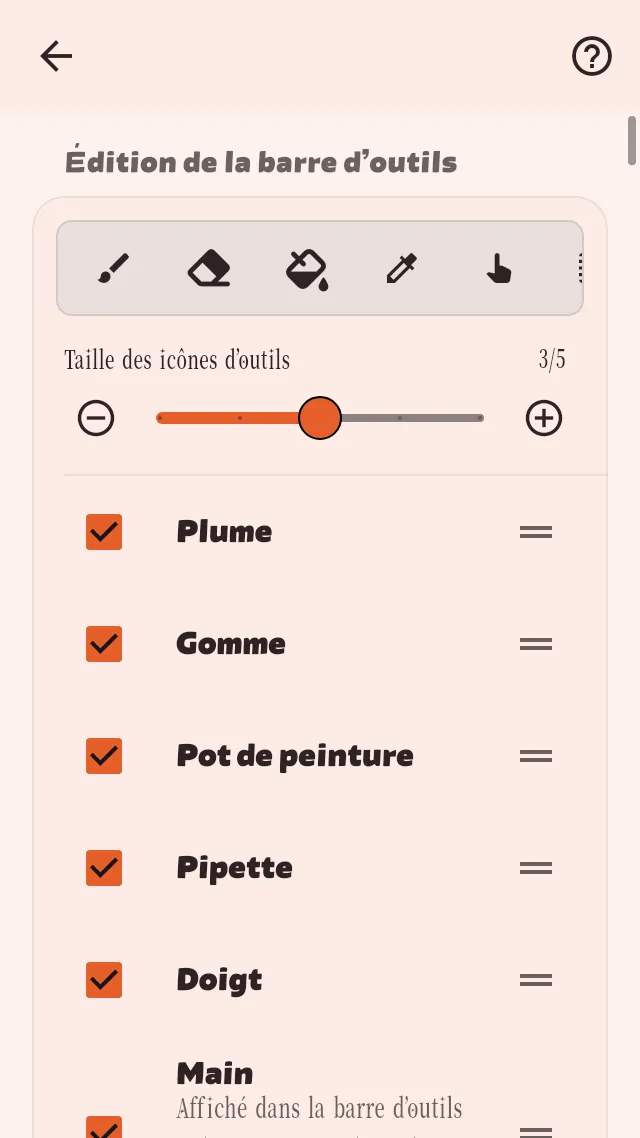 Édition de la barre d’outils
Taille des icônes d’outils 3/5
Plume
Gomme
Pot de peinture
Pipette
Doigt
Main
Affiché dans la barre d’outils